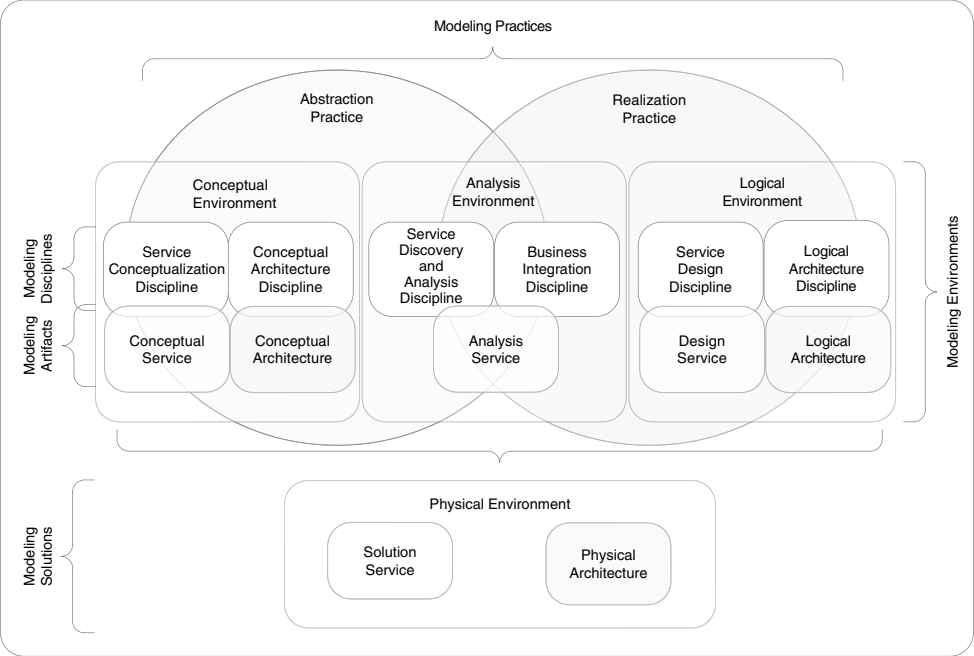 Modeling Practices
Abstraction
Practice
Realization
Practice
Conceptual
Environment
Analysis
Environment
Logical
Environment
Modeling
Disciplines
Service
Conceptualization
Discipline
Conceptual
Architecture
Discipline
Service
Discovery
and
Analysis
Discipline
Business
Integration
Discipline
Service
Design
Discipline
Logical
Architecture
Discipline
Modeling Environments
Modeling
Artifacts
Conceptual
Service
Conceptual
Architecture
Analysis
Service
Design
Service
Logical
Architecture
Modeling
Solutions
Physical Environment
Solution
Service
Physical
Architecture